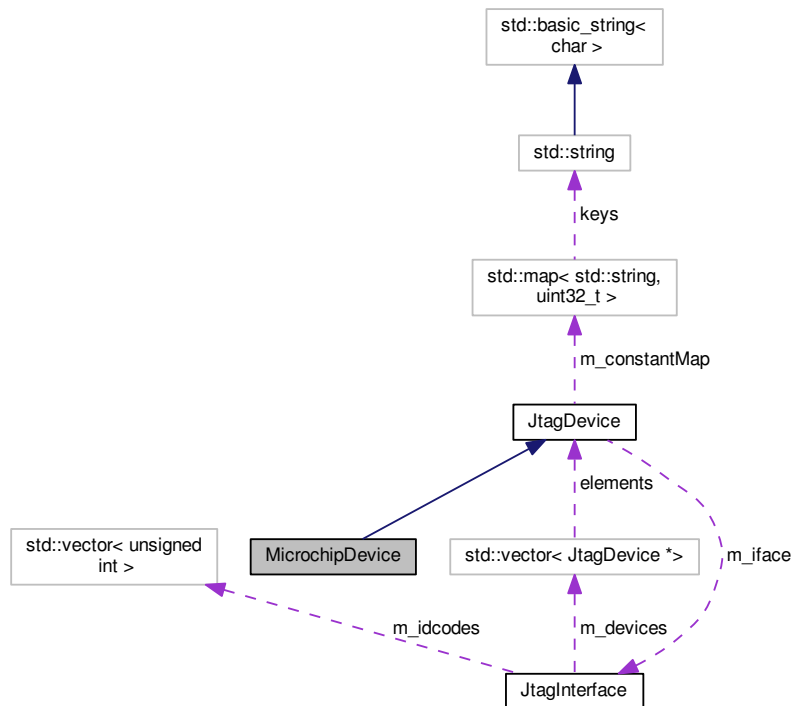 std::basic_string<
char >
std::string
keys
std::map< std::string,
uint32_t >
m_constantMap
JtagDevice
elements
std::vector< unsigned
int >
MicrochipDevice
std::vector< JtagDevice *>
m_iface
m_idcodes
m_devices
JtagInterface